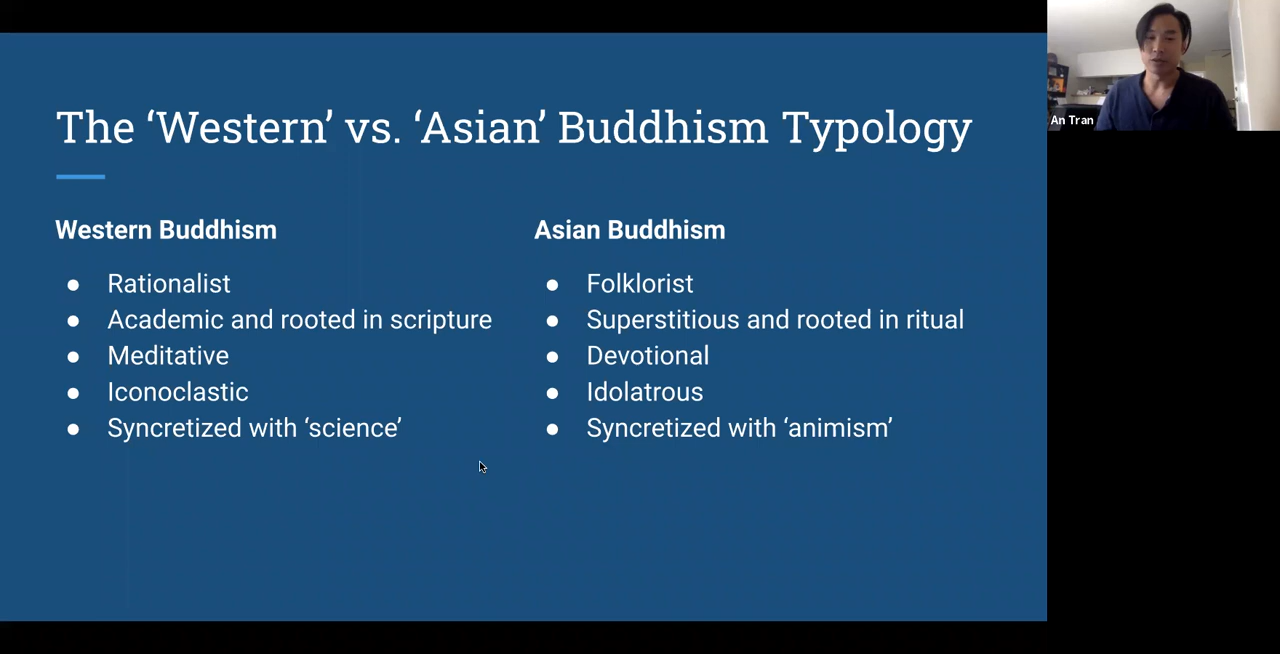 The ‘Western’ vs. ‘Asian’ Buddhism Typology
Western Buddhism
● Rationalist
● Academic and rooted in scripture
● Meditative
● Iconoclastic
● Syncretized with ‘science’
Asian Buddhism
● Folklorist
● Superstitious and rooted in ritual
● Devotional
● Idolatrous
● Syncretized with ‘animism’
An Tran